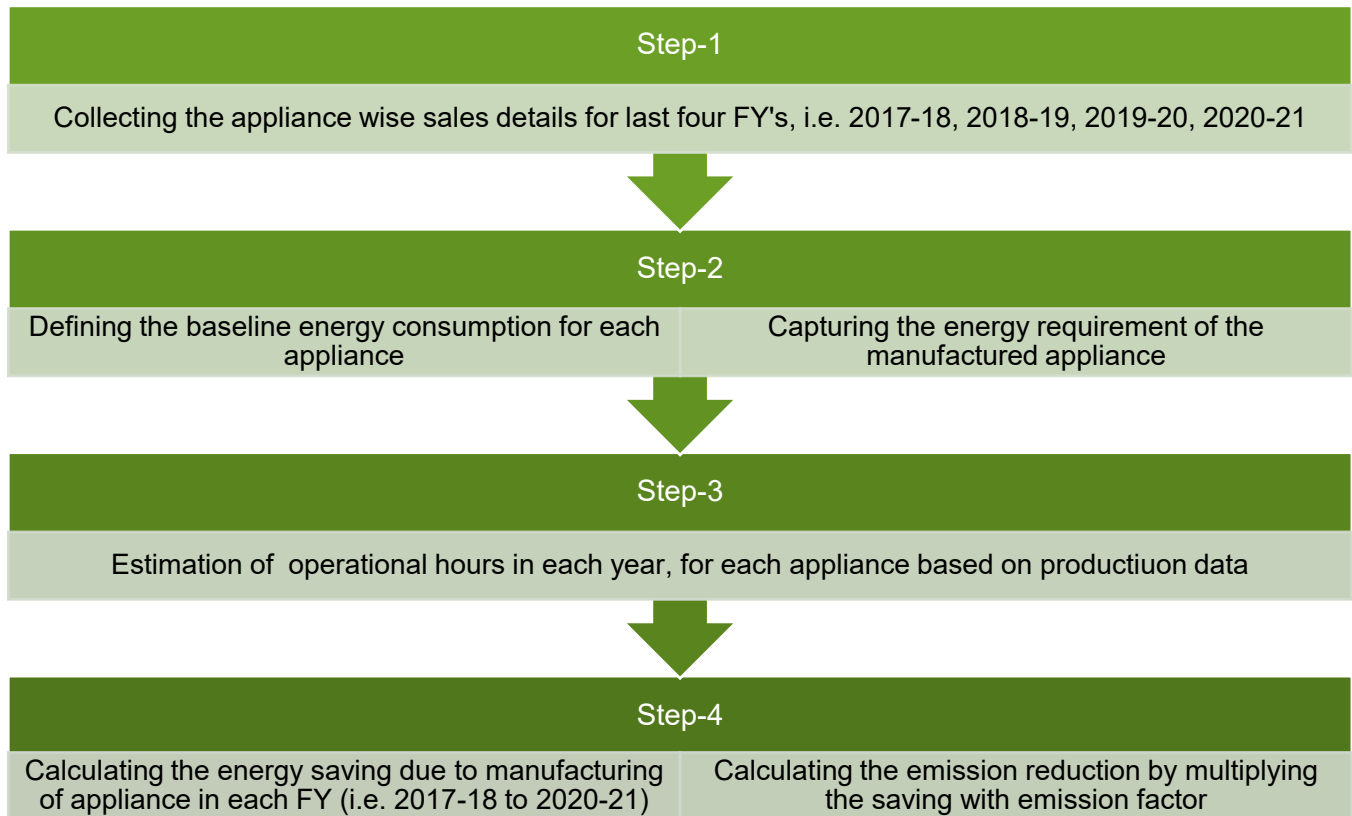 Step-1
Collecting the appliance wise sales details for last four FY's, i.e. 2017-18, 2018-19, 2019-20, 2020-21
Step-2
Defining the baseline energy consumption for each
appliance
Capturing the energy requirement of the
manufactured appliance
Step-3
Estimation of  operational hours in each year, for each appliance based on productiuon data
Step-4
Calculating the energy saving due to manufacturing
of appliance in each FY (i.e. 2017-18 to 2020-21)
Calculating the emission reduction by multiplying
the saving with emission factor